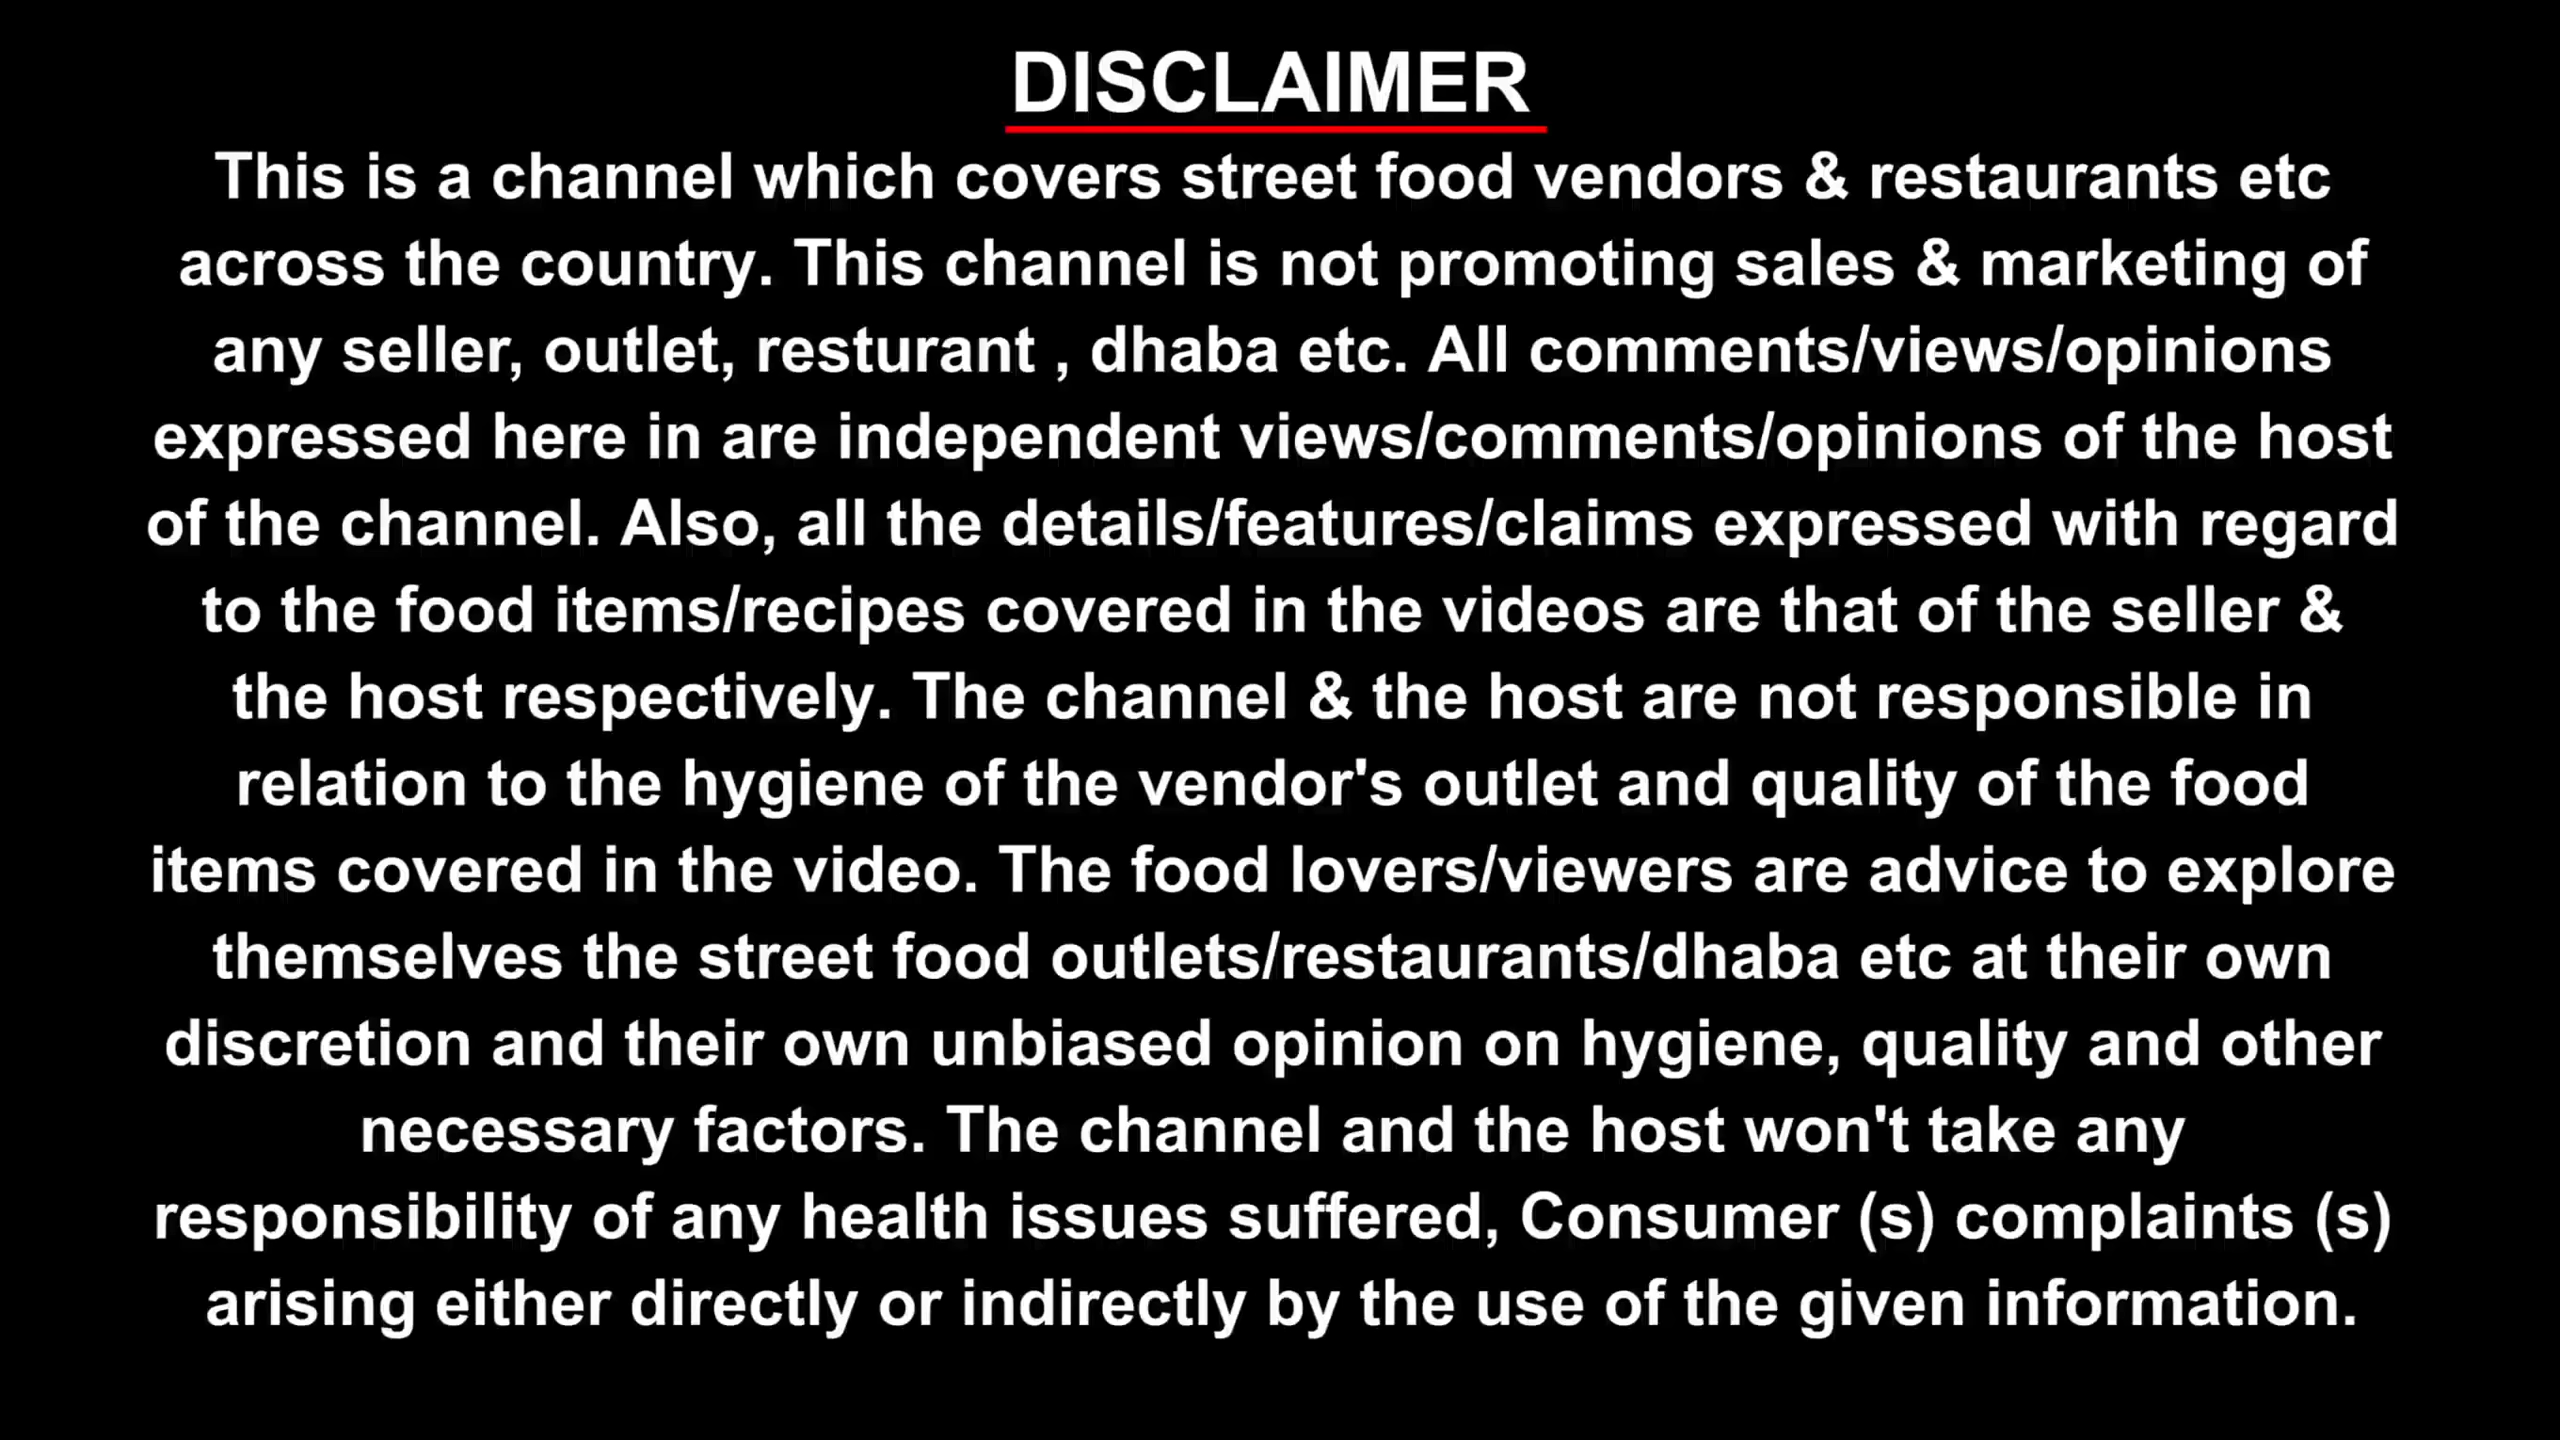 DISCLAIMER
This is a channel which covers street food vendors & restaurants etc
across the country. This channel is not promoting sales & marketing of
any seller, outlet, resturant , dhaba etc. All comments/views/opinions
expressed here in are independent views/comments/opinions of the host
of the channel. Also, all the details/features/claims expressed with regard
to the food items/recipes covered in the videos are that of the seller &
the host respectively. The channel & the host are not responsible in
relation to the hygiene of the vendor's outlet and quality of the food
items covered in the video. The food lovers/viewers are advice to explore
themselves the street food outlets/restaurants/dhaba etc at their own
discretion and their own unbiased opinion on hygiene, quality and other
necessary factors. The channel and the host won't take any
responsibility of any health issues suffered, Consumer (s) complaints (s)
arising either directly or indirectly by the use of the given information.